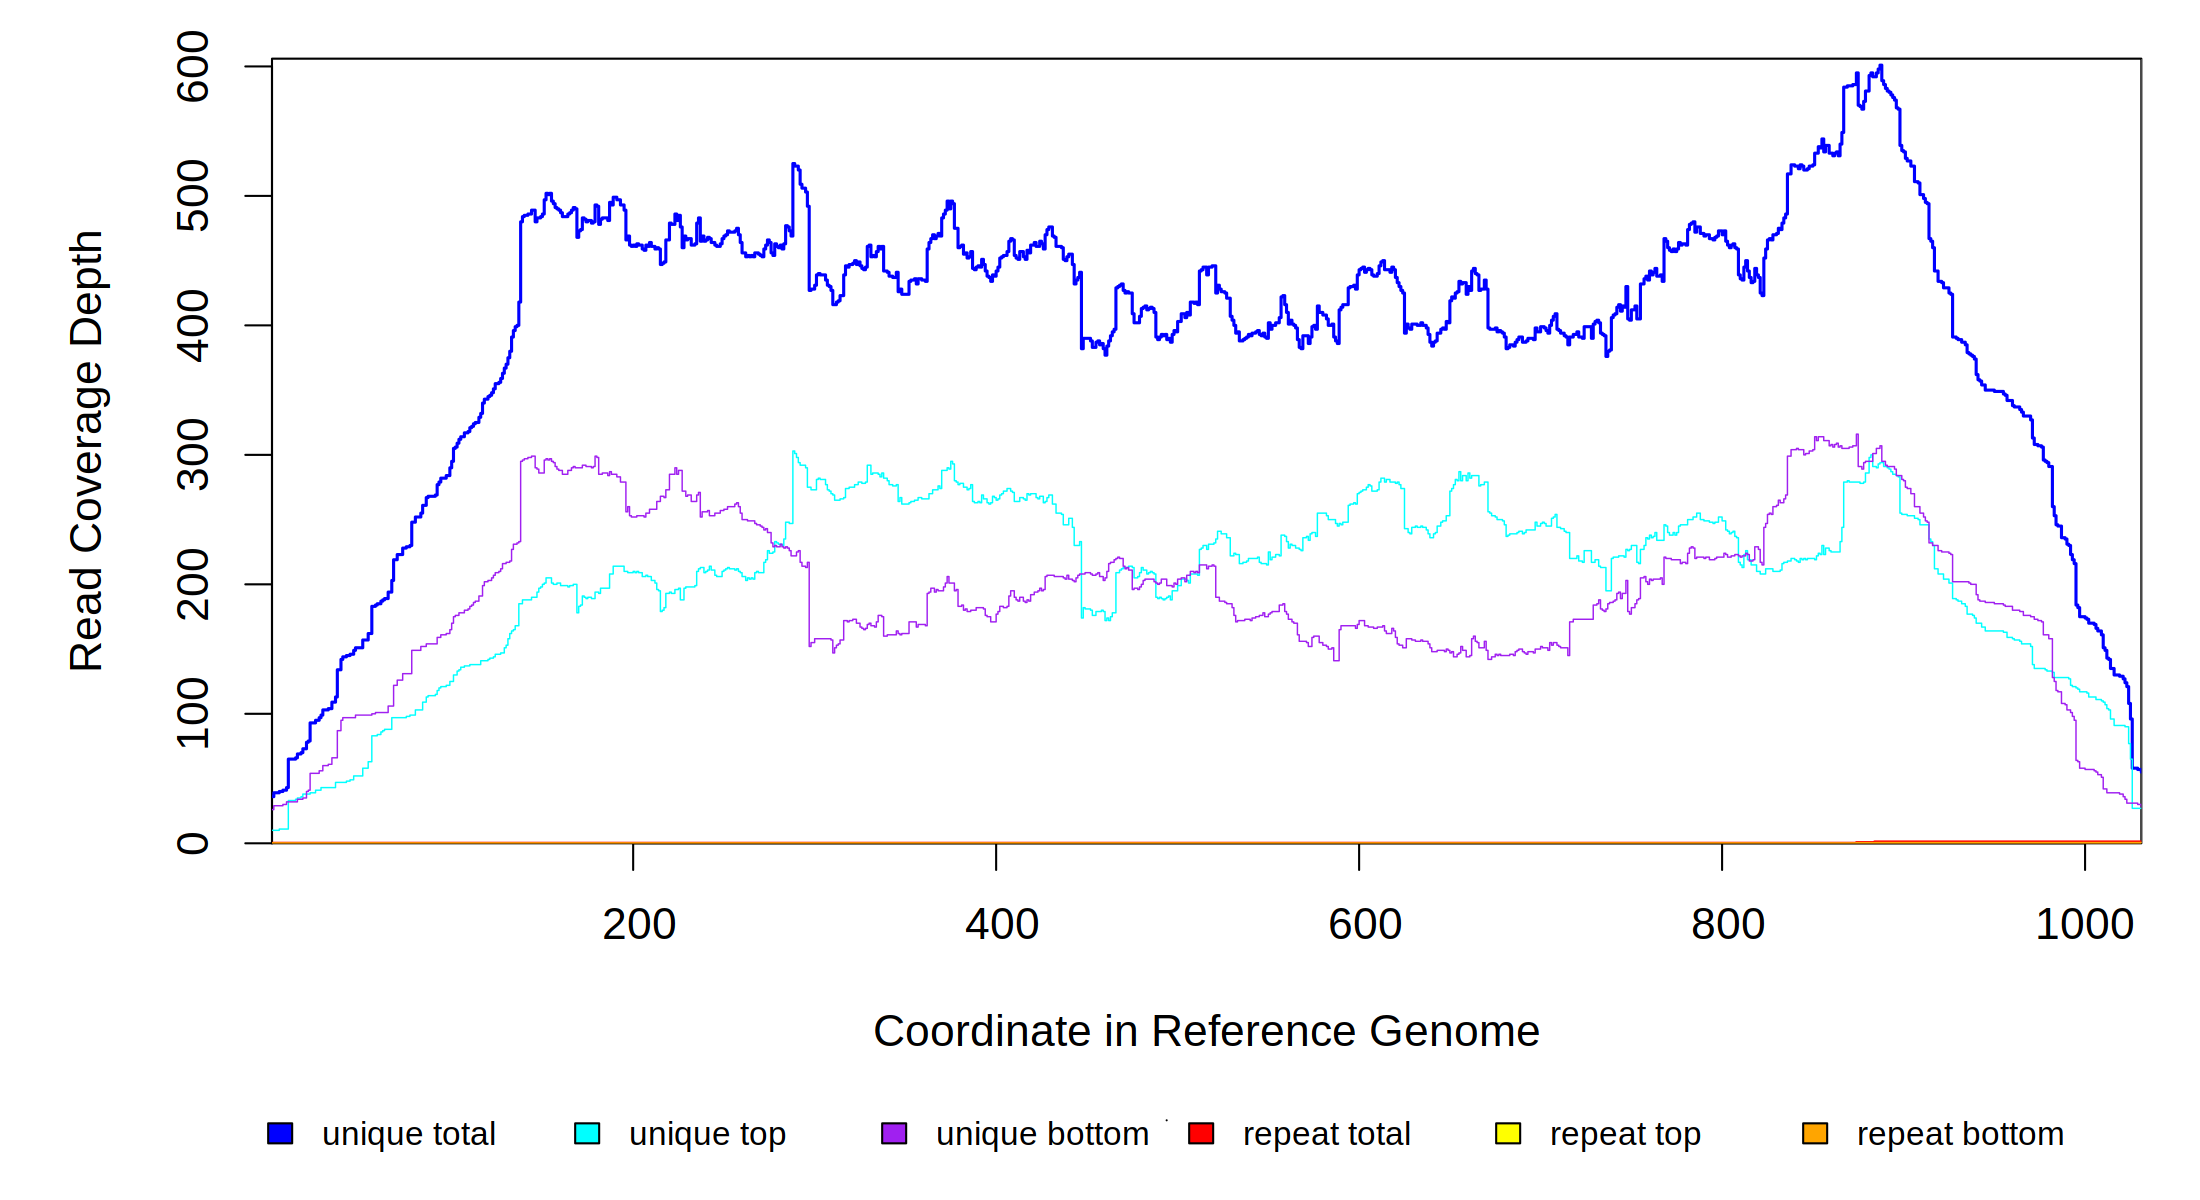 600
500
400
300
200
100
0
Read Coverage Depth
200 400 600 800 1000
Coordinate in Reference Genome
unique total unique top unique bottom repeat total repeat top repeat bottom